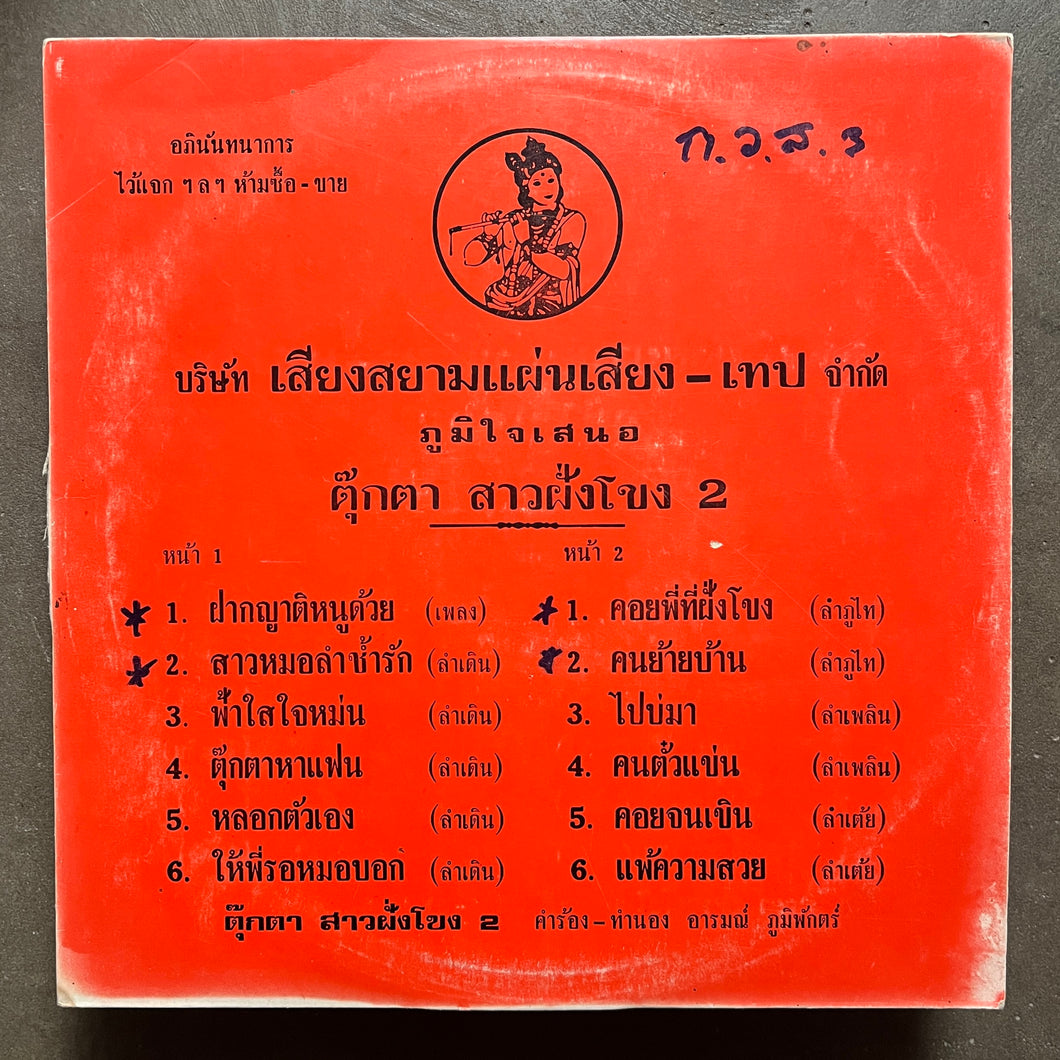 อภินันทนาการ
ไว้แจก ฯลฯ ห้ามซื้อ - ขาย
ก.ว.ส. 3
บริษัท เสียงสยามแผ่นเสียง - เทป จำกัด
ภูมิใจเสนอ
ตุ๊กตา สาวฝั่งโขง 2
หน้า 1
* 1. ฝากญาติหนูด้วย (เพลง)
* 2. สาวหมอลำช้ำรัก (ลำเดิน)
3. ฟ้าใสใจหม่น (ลำเดิน)
4. ตุ๊กตาหาแฟน (ลำเดิน)
5. หลอกตัวเอง (ลำเดิน)
6. ให้พี่รอหมอบอก (ลำเดิน)
หน้า 2
* 1. คอยพี่ที่ฝั่งโขง (ลำภูไท)
* 2. คนย้ายบ้าน (ลำภูไท)
3. ไปบ่มา (ลำเพลิน)
4. คนตั๋วแข่น (ลำเพลิน)
5. คอยจนเขิน (ลำเต้ย)
6. แพ้ความสวย (ลำเต้ย)
ตุ๊กตา สาวฝั่งโขง 2 คำร้อง - ทำนอง อารมณ์ ภูมิพักตร์